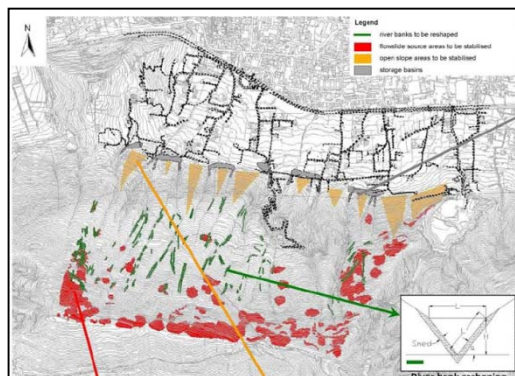 N
Legend
river banks to be reshaped
flowslide source areas to be stabilised
open slope areas to be stabilised
storage basins
L
L
H
Smed
River bank reshaping